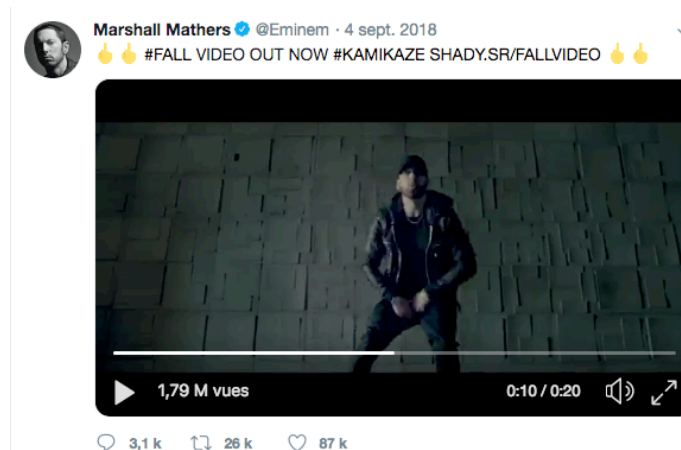 Marshall Mathers @Eminem · 4 sept. 2018
🖕🖕 #FALL VIDEO OUT NOW #KAMIKAZE SHADY.SR/FALLVIDEO 🖕🖕
1,79 M vues 0:10 / 0:20
3,1 k 26 k 87 k